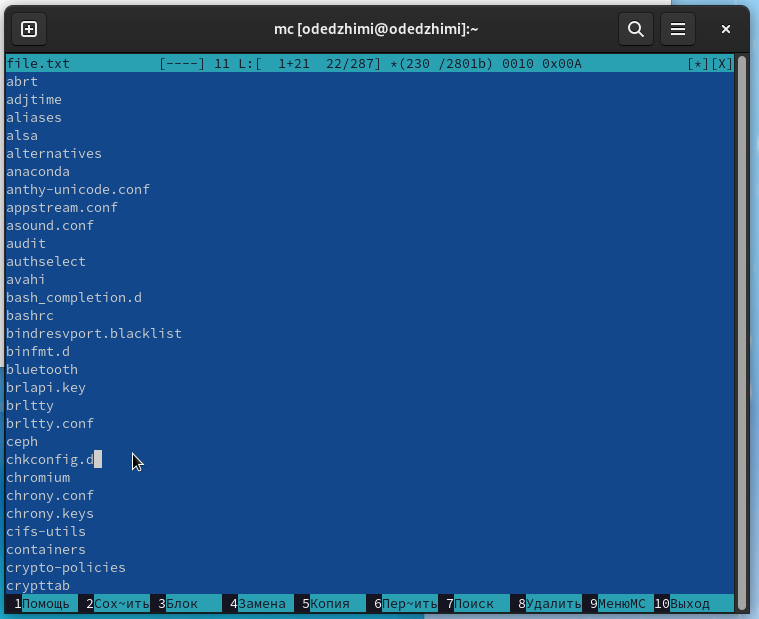 mc [odedzhimi@odedzhimi]:~
file.txt [----] 11 L:[ 1+21 22/287] *(230 /2801b) 0010 0x00A [*][X]
abrt
adjtime
aliases
alsa
alternatives
anaconda
anthy-unicode.conf
appstream.conf
asound.conf
audit
authselect
avahi
bash_completion.d
bashrc
bindresvport.blacklist
binfmt.d
bluetooth
brlapi.key
brltty
brltty.conf
ceph
chkconfig.d
chromium
chrony.conf
chrony.keys
cifs-utils
containers
crypto-policies
crypttab
1Помощь 2Сох~ить 3Блок 4Замена 5Копия 6Пер~ить 7Поиск 8Удалить 9МенюMC 10Выход